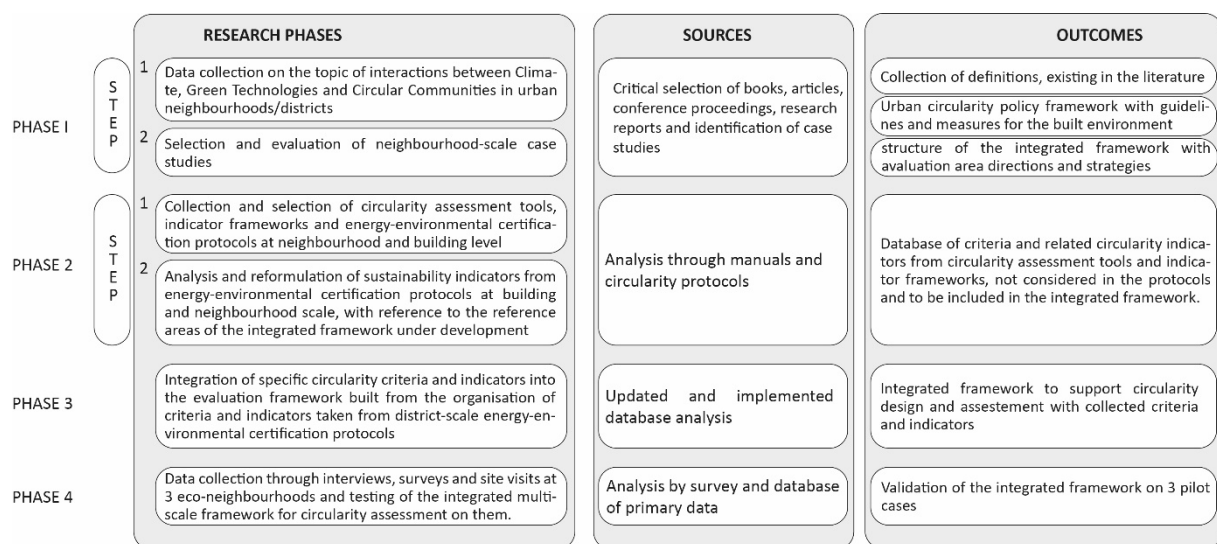 RESEARCH PHASES
SOURCES
OUTCOMES
PHASE I
STEP
1
Data collection on the topic of interactions between Clima-
te, Green Technologies and Circular Communities in urban
neighbourhoods/districts
2
Selection and evaluation of neighbourhood-scale case
studies
Critical selection of books, articles,
conference proceedings, research
reports and identification of case
studies
Collection of definitions, existing in the literature
Urban circularity policy framework with guideli-
nes and measures for the built environment
structure of the integrated framework with
avaluation area directions and strategies
PHASE 2
STEP
1
Collection and selection of circularity assessment tools,
indicator frameworks and energy-environmental certifica-
tion protocols at neighbourhood and building level
2
Analysis and reformulation of sustainability indicators from
energy-environmental certification protocols at building
and neighbourhood scale, with reference to the reference
areas of the integrated framework under development
Analysis through manuals and
circularity protocols
Database of criteria and related circularity indica-
tors from circularity assessment tools and indica-
tor frameworks, not considered in the protocols
and to be included in the integrated framework.
PHASE 3
Integration of specific circularity criteria and indicators into
the evaluation framework built from the organisation of
criteria and indicators taken from district-scale energy-en-
vironmental certification protocols
Updated and implemented
database analysis
Integrated framework to support circularity
design and assestement with collected criteria
and indicators
PHASE 4
Data collection through interviews, surveys and site visits at
3 eco-neighbourhoods and testing of the integrated multi-
scale framework for circularity assessment on them.
Analysis by survey and database
of primary data
Validation of the integrated framework on 3 pilot
cases